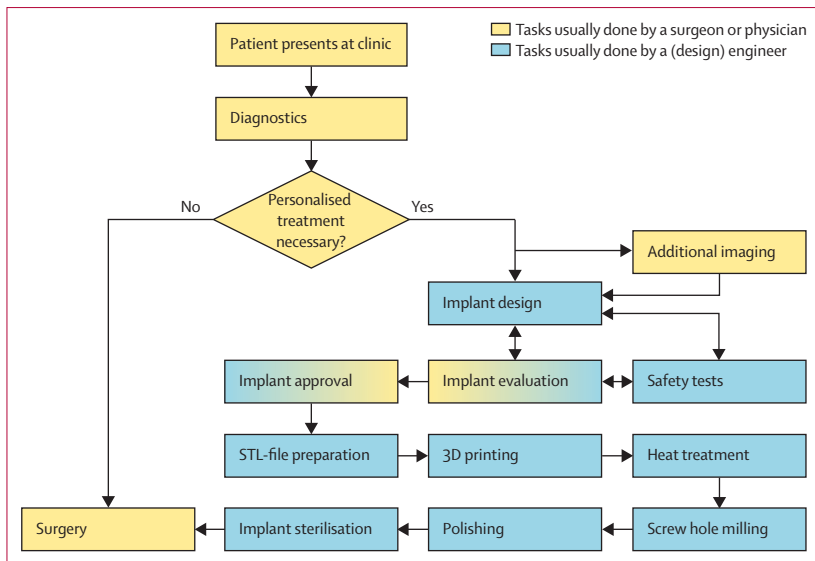 Tasks usually done by a surgeon or physician
Tasks usually done by a (design) engineer
Patient presents at clinic
Diagnostics
No
Personalised
treatment
necessary?
Yes
Additional imaging
Implant design
Implant approval
Implant evaluation
Safety tests
STL-file preparation
3D printing
Heat treatment
Surgery
Implant sterilisation
Polishing
Screw hole milling